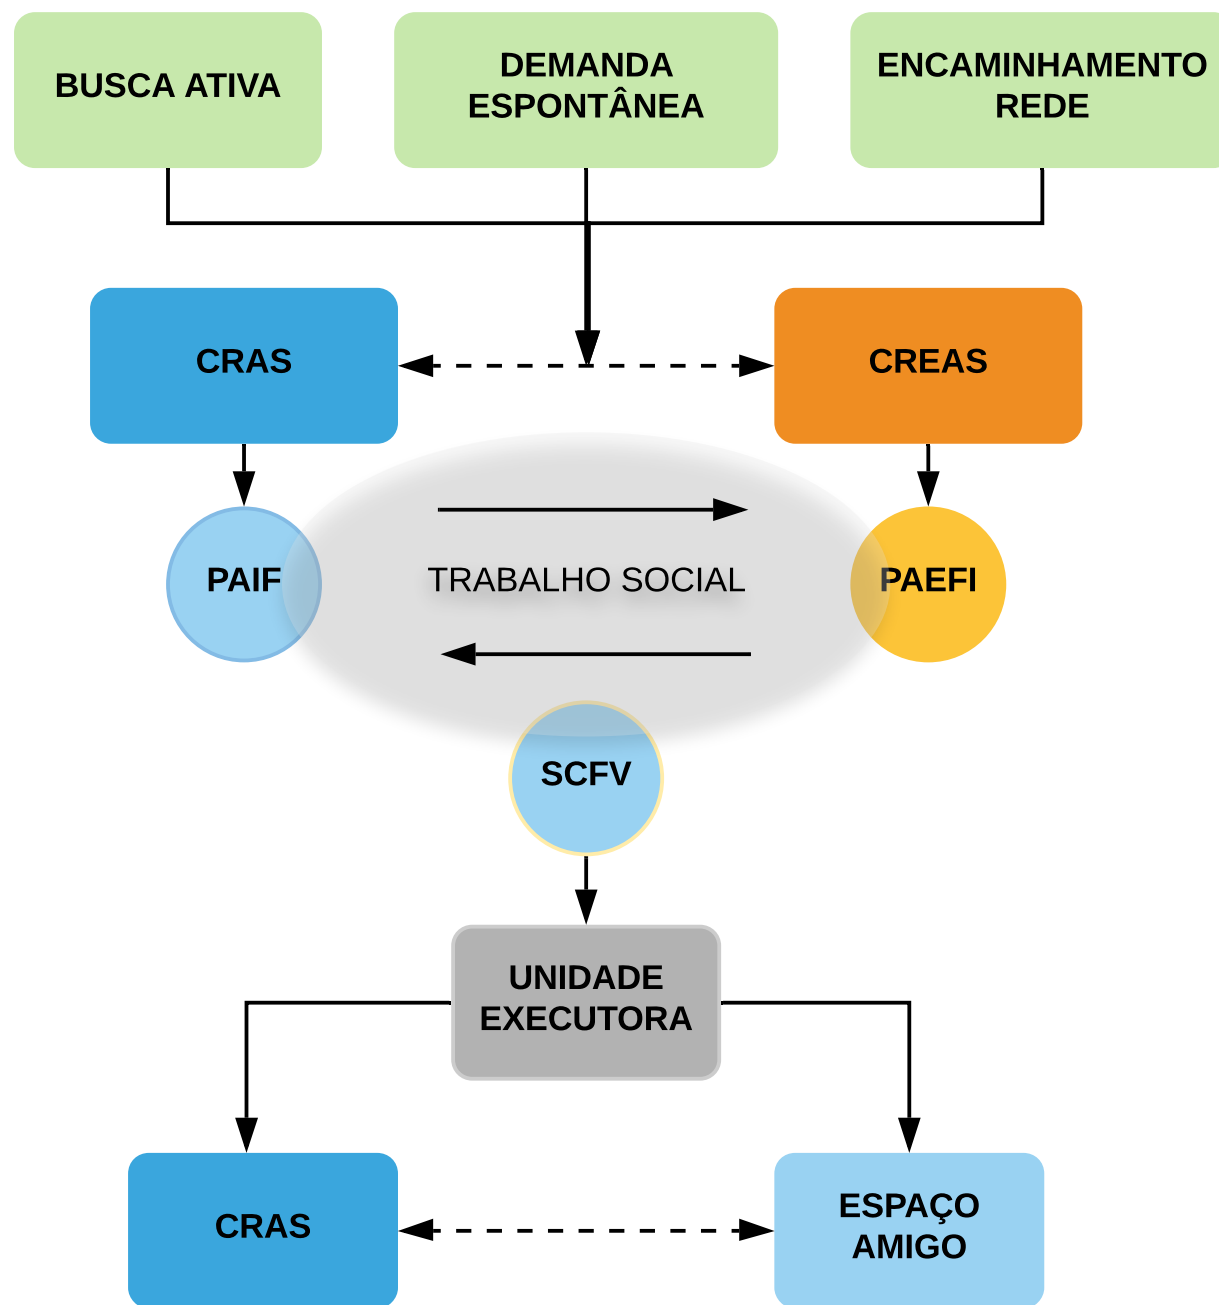 BUSCA ATIVA
DEMANDA
ESPONTÂNEA
ENCAMINHAMENTO
REDE
CRAS
CREAS
PAIF
TRABALHO SOCIAL
PAEFI
SCFV
UNIDADE
EXECUTORA
CRAS
ESPAÇO
AMIGO